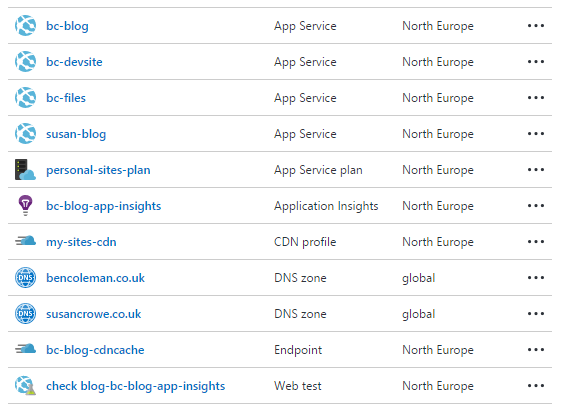 bc-blog App Service North Europe
bc-devsite App Service North Europe
bc-files App Service North Europe
susan-blog App Service North Europe
personal-sites-plan App Service plan North Europe
bc-blog-app-insights Application Insights North Europe
my-sites-cdn CDN profile North Europe
DNS bencoleman.co.uk DNS zone global
DNS susancrowe.co.uk DNS zone global
bc-blog-cdncache Endpoint North Europe
check blog-bc-blog-app-insights Web test North Europe